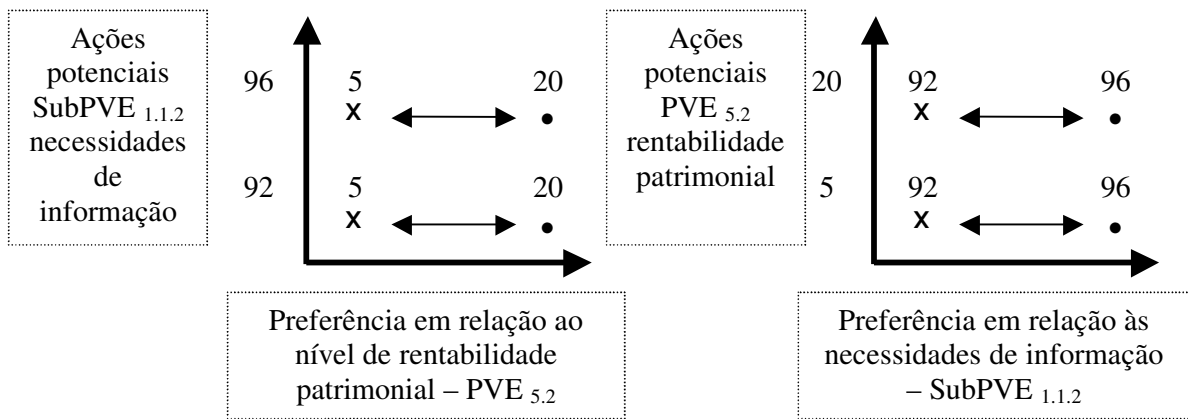 Ações
potenciais
SubPVE 1.1.2
necessidades
de
informação
96
5
x
20
92
5
x
20
Preferência em relação ao
nível de rentabilidade
patrimonial – PVE 5.2
Ações
potenciais
PVE 5.2
rentabilidade
patrimonial
20
92
x
96
5
92
x
96
Preferência em relação às
necessidades de informação
– SubPVE 1.1.2